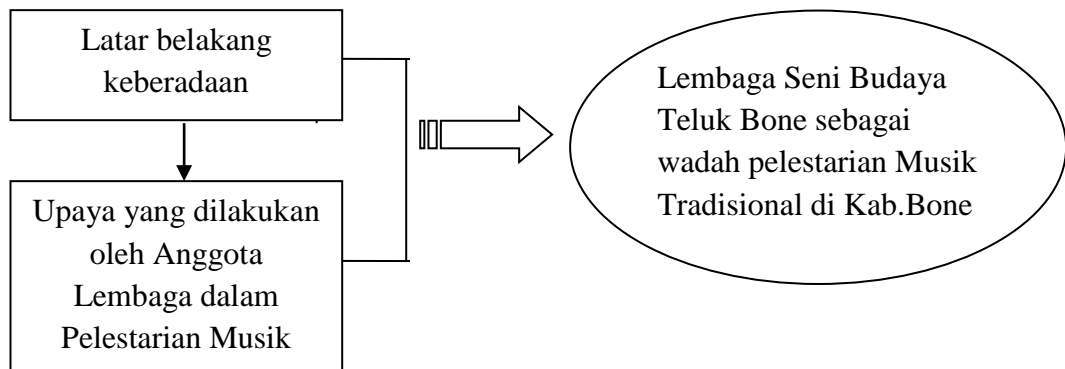 Latar belakang
keberadaan
Upaya yang dilakukan
oleh Anggota
Lembaga dalam
Pelestarian Musik
Lembaga Seni Budaya
Teluk Bone sebagai
wadah pelestarian Musik
Tradisional di Kab.Bone